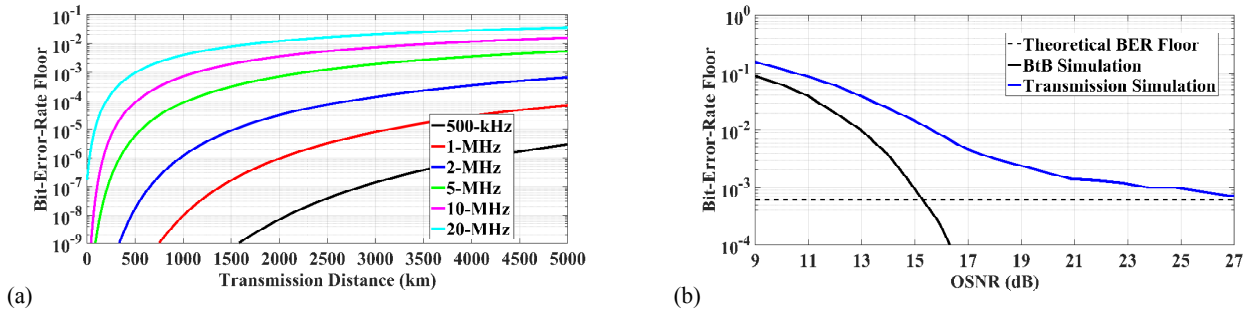 Bit-Error-Rate Floor
10^-1
10^-2
10^-3
10^-4
10^-5
10^-6
10^-7
10^-8
10^-9
500-kHz
1-MHz
2-MHz
5-MHz
10-MHz
20-MHz
0 500 1000 1500 2000 2500 3000 3500 4000 4500 5000
Transmission Distance (km)
(a)
Bit-Error-Rate Floor
10^0
10^-1
10^-2
10^-3
10^-4
Theoretical BER Floor
BtB Simulation
Transmission Simulation
9 11 13 15 17 19 21 23 25 27
OSNR (dB)
(b)